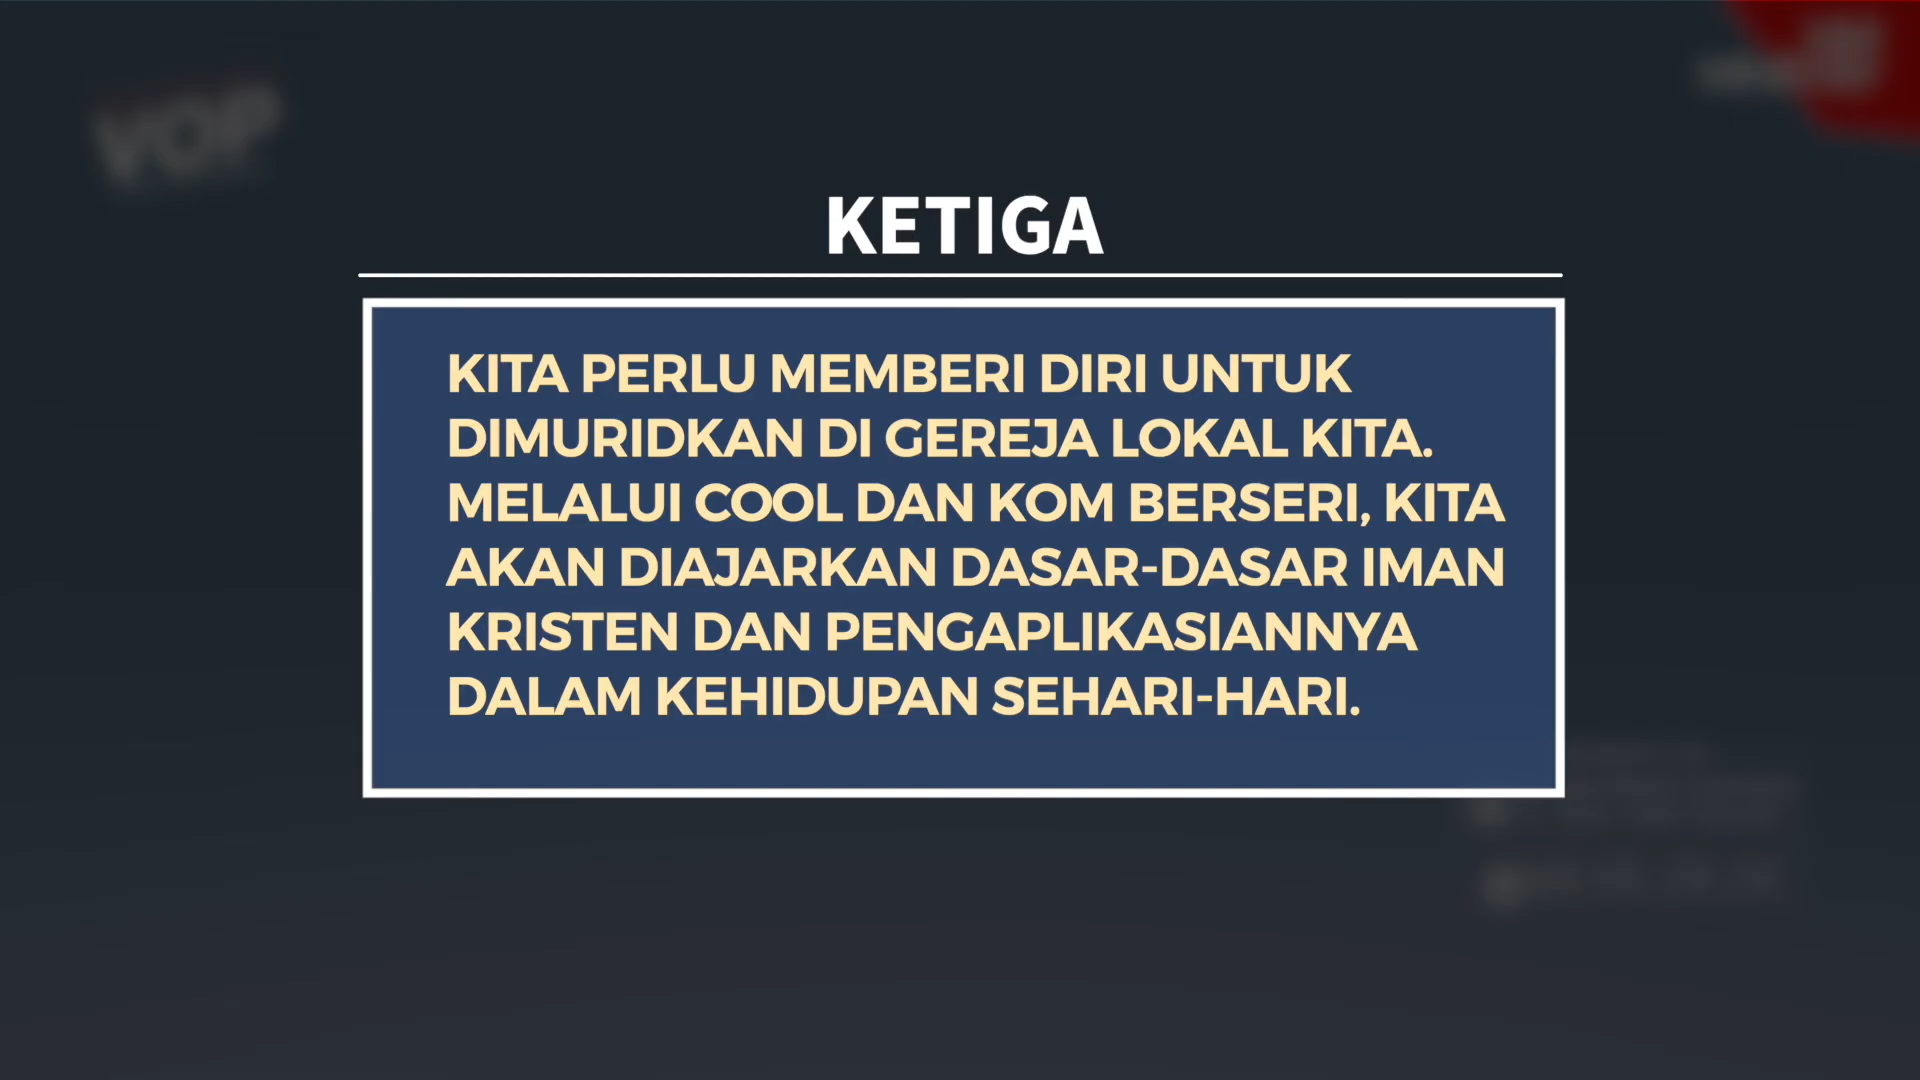 VOP
KETIGA
KITA PERLU MEMBERI DIRI UNTUK
DIMURIDKAN DI GEREJA LOKAL KITA.
MELALUI COOL DAN KOM BERSERI, KITA
AKAN DIAJARKAN DASAR-DASAR IMAN
KRISTEN DAN PENGAPLIKASIANNYA
DALAM KEHIDUPAN SEHARI-HARI.